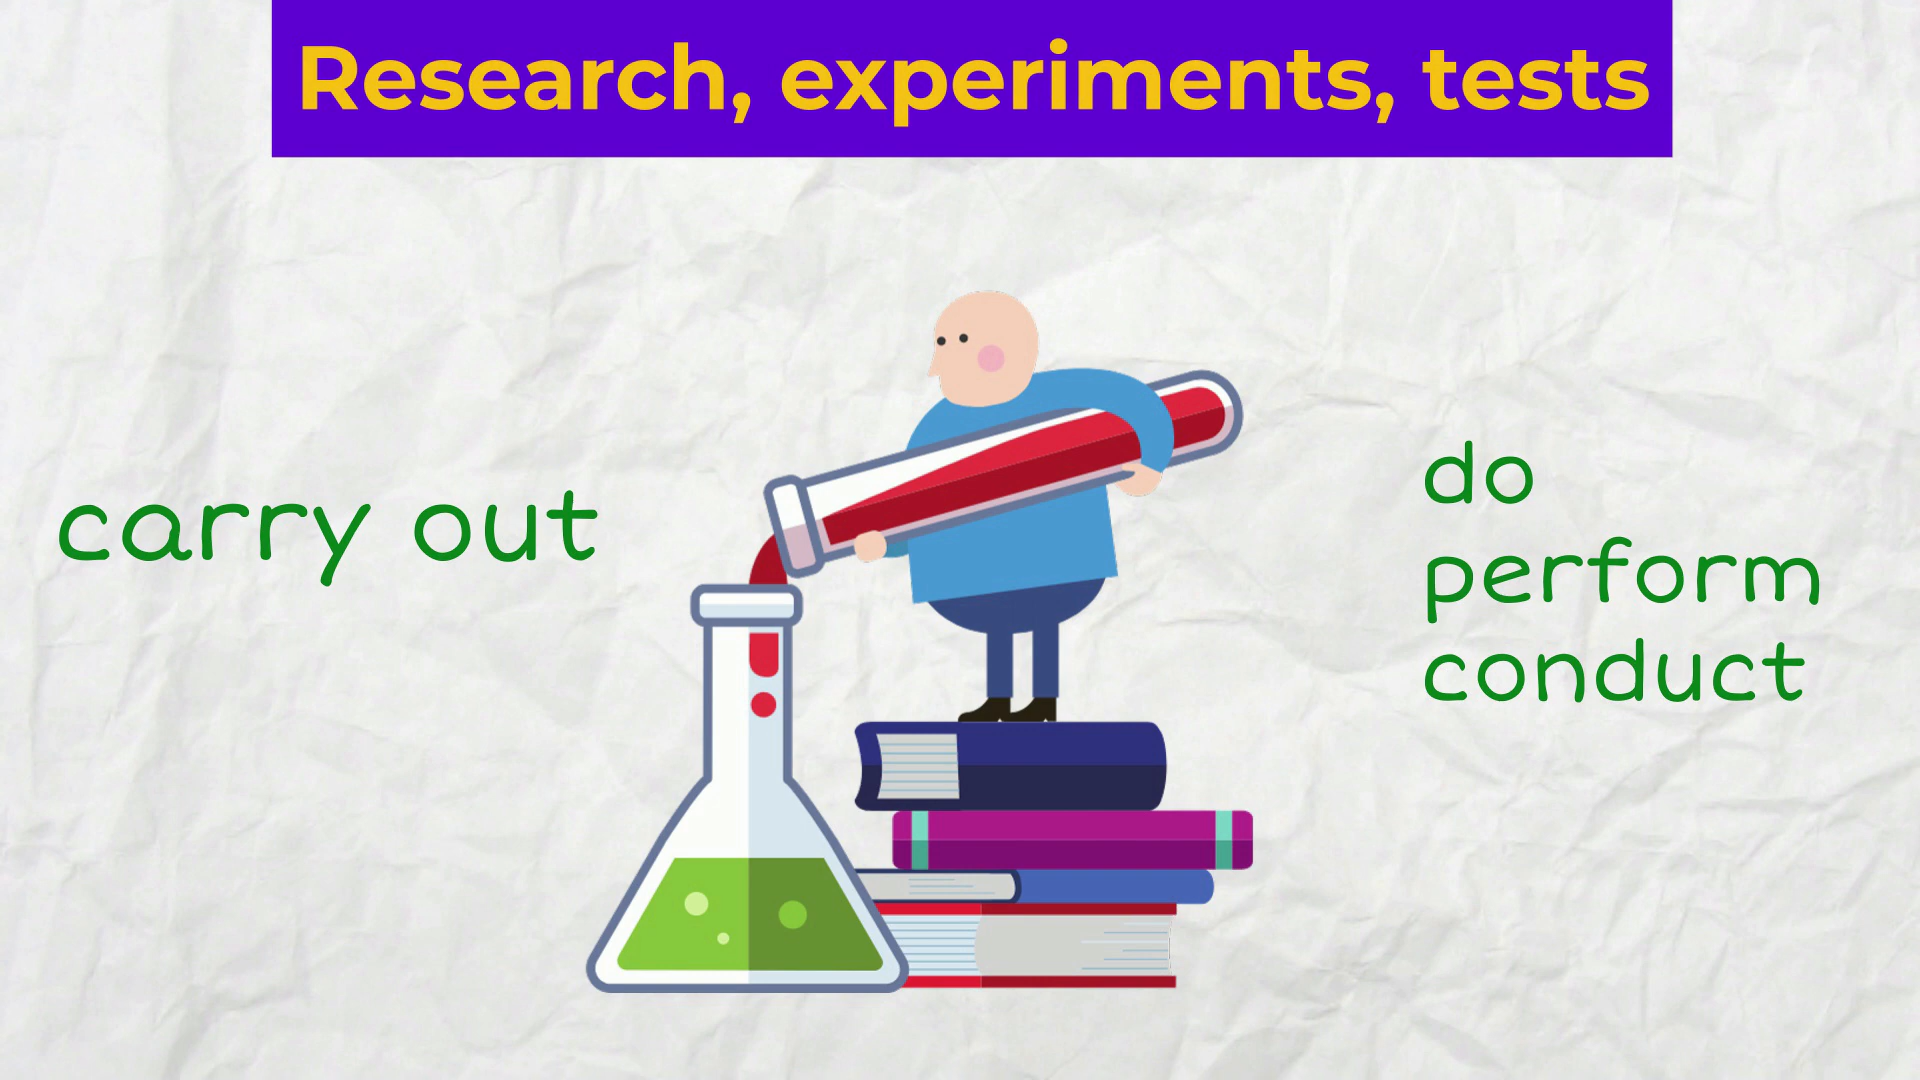 Research, experiments, tests
carry out
do
perform
conduct